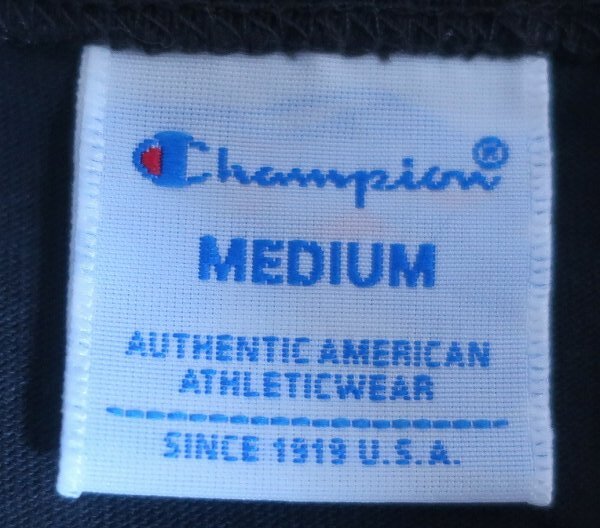 Champion®
MEDIUM
AUTHENTIC AMERICAN
ATHLETICWEAR
SINCE 1919 U.S.A.